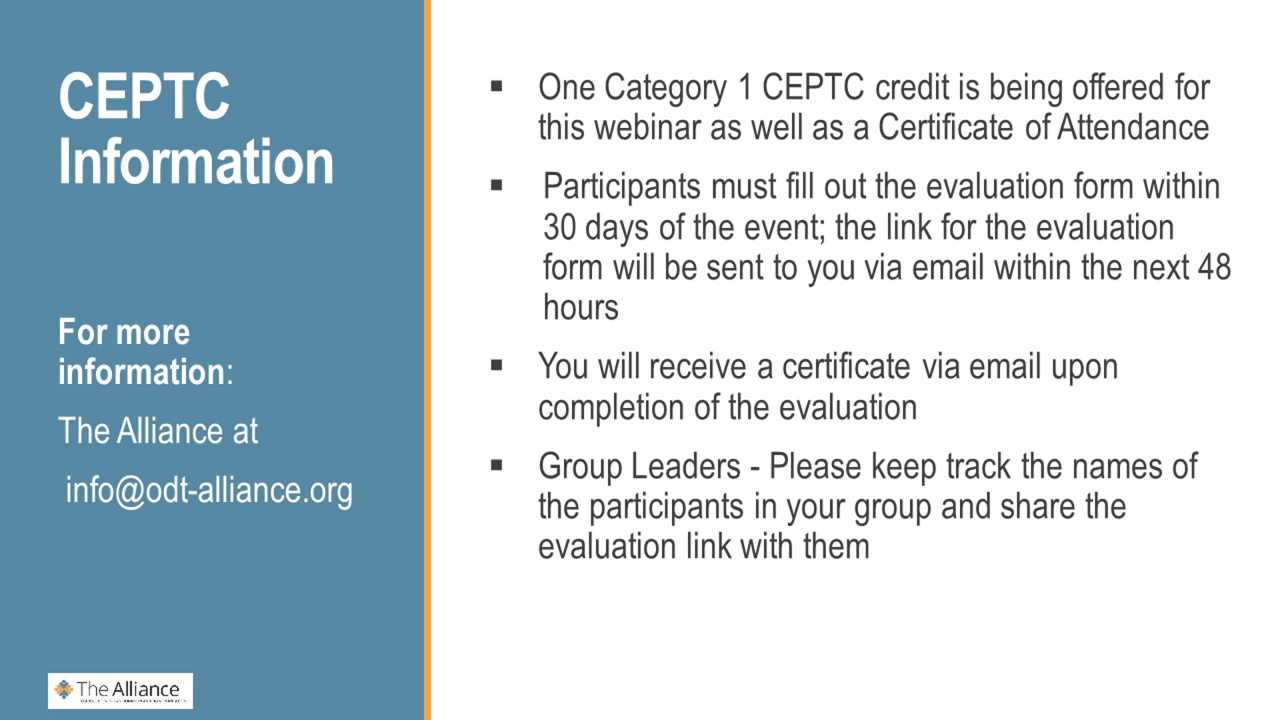 CEPTC
Information
For more
information:
The Alliance at
info@odt-alliance.org
▪ One Category 1 CEPTC credit is being offered for
this webinar as well as a Certificate of Attendance
▪ Participants must fill out the evaluation form within
30 days of the event; the link for the evaluation
form will be sent to you via email within the next 48
hours
▪ You will receive a certificate via email upon
completion of the evaluation
▪ Group Leaders - Please keep track the names of
the participants in your group and share the
evaluation link with them
The Alliance